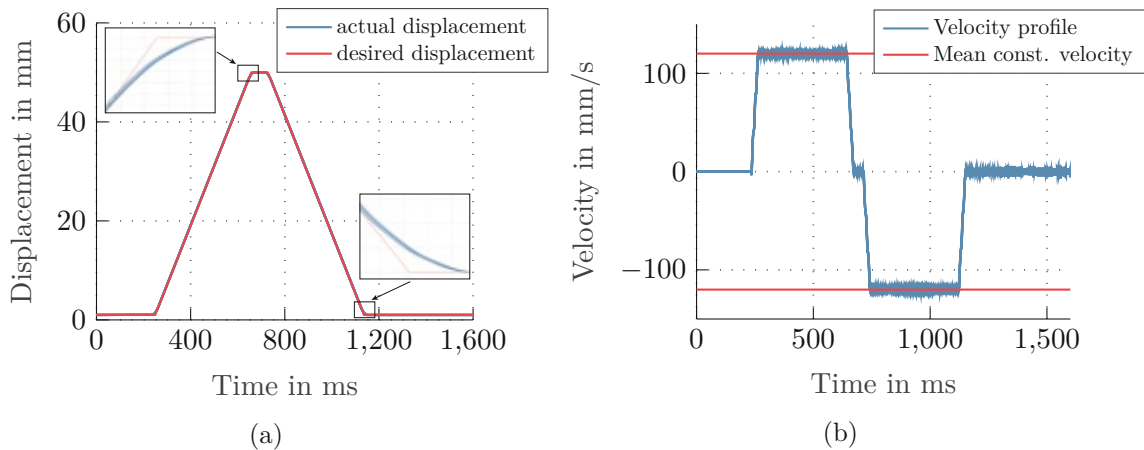 60
40
20
0
Displacement in mm
actual displacement
desired displacement
0
400
800
1,200
1,600
Time in ms
(a)
100
0
−100
Velocity in mm/s
Velocity profile
Mean const. velocity
0
500
1,000
1,500
Time in ms
(b)